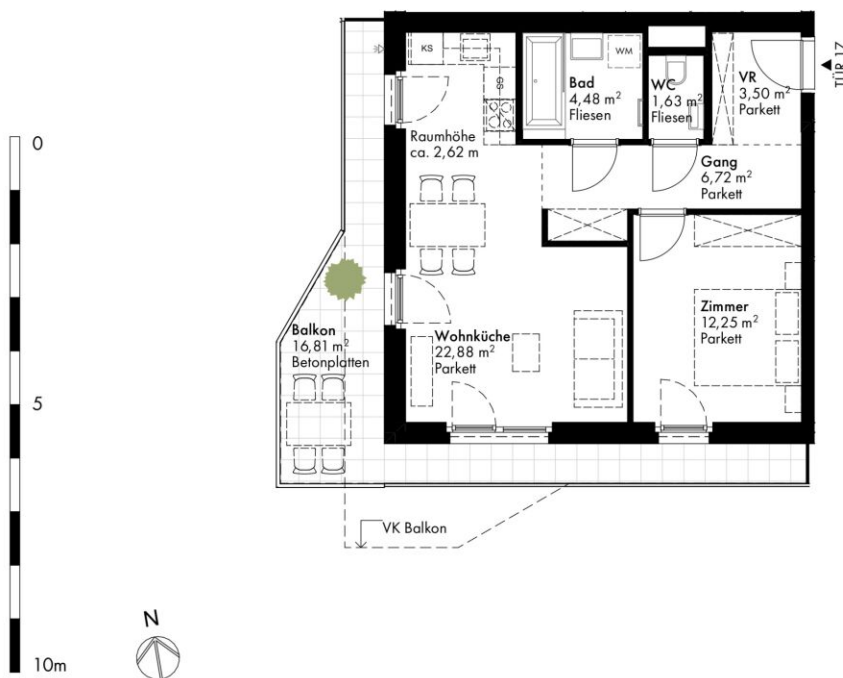 KS
WM
GS
Bad
4,48 m²
Fliesen
WC
1,63 m²
Fliesen
VR
3,50 m²
Parkett
TÜR 17
0
Raumhöhe
ca. 2,62 m
Gang
6,72 m²
Parkett
Zimmer
12,25 m²
Parkett
Balkon
16,81 m²
Betonplatten
Wohnküche
22,88 m²
Parkett
5
VK Balkon
N
10m